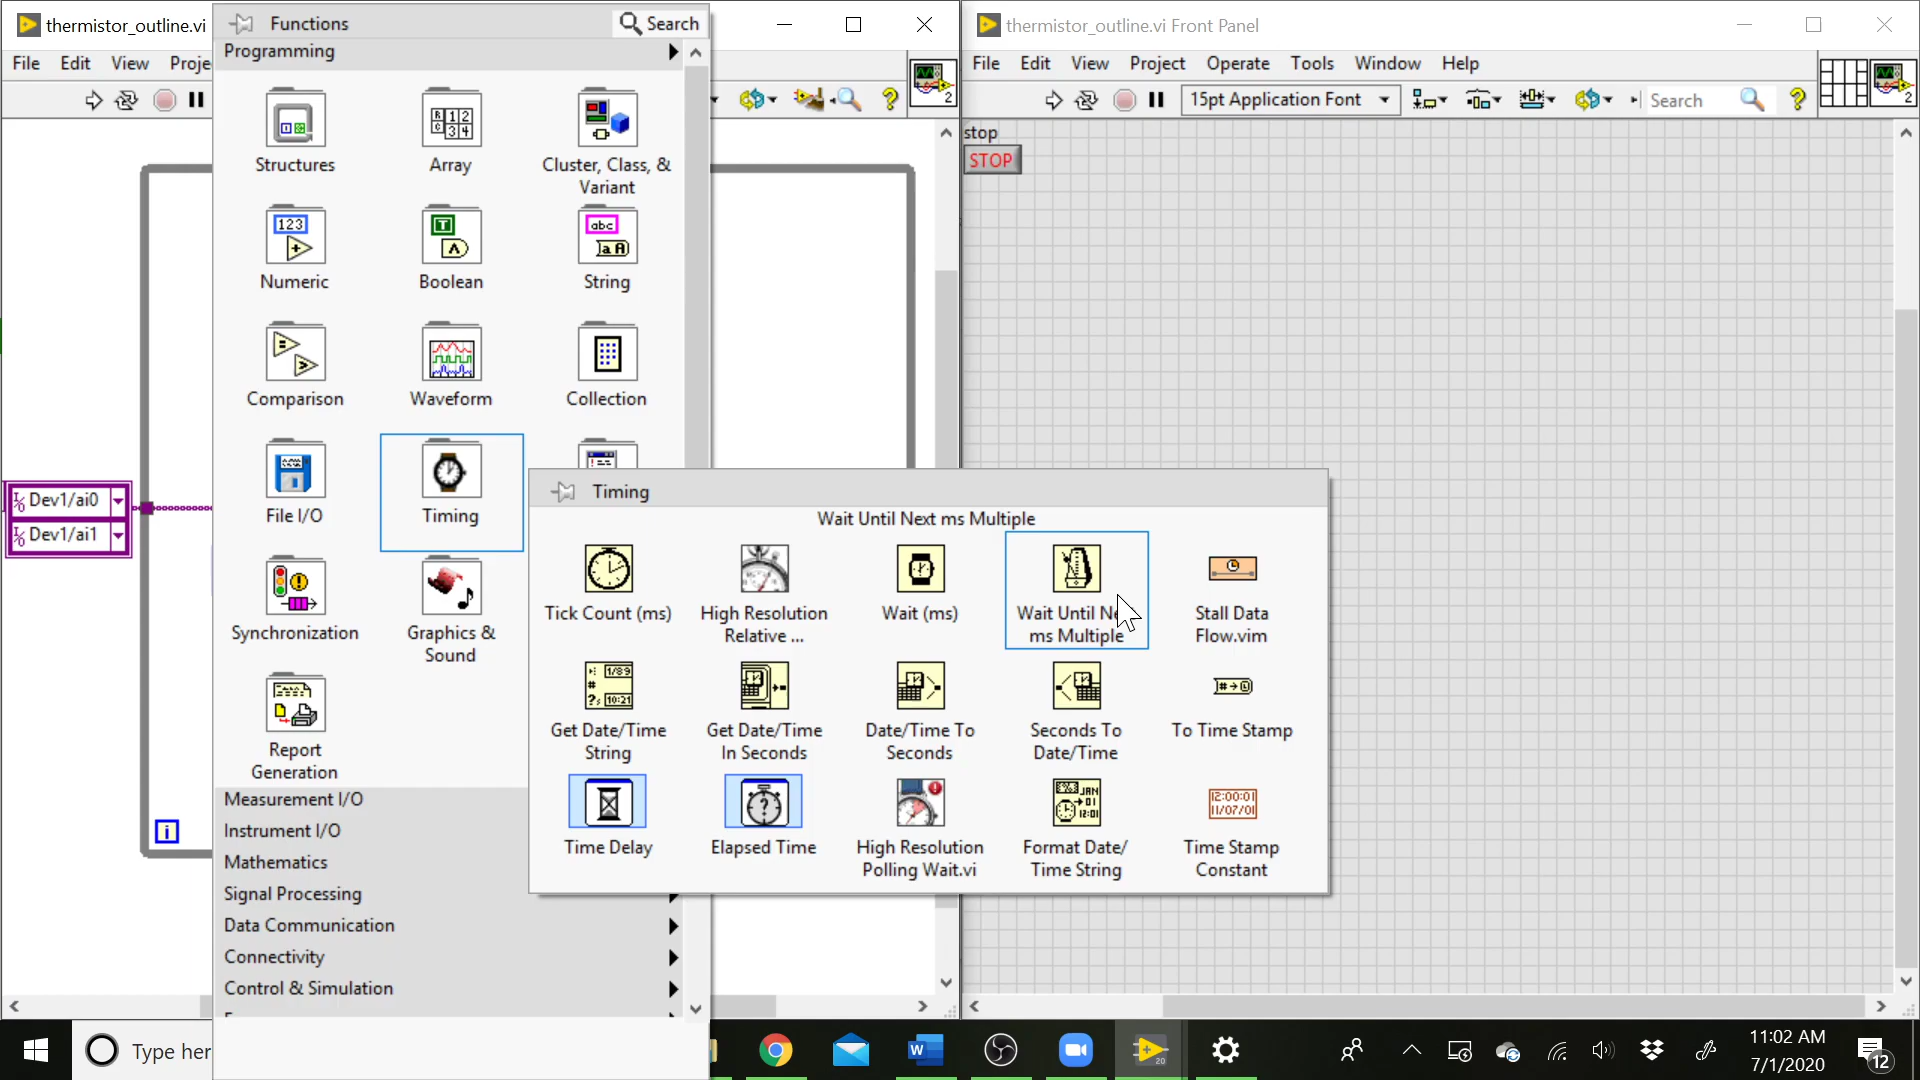 thermistor_outline.vi
Functions
Search
thermistor_outline.vi Front Panel
File Edit View Proje
Programming
File Edit View Project Operate Tools Window Help
2
15pt Application Font
Search
2
stop
STOP
Structures
Array
Cluster, Class, &
Variant
Numeric
Boolean
String
Comparison
Waveform
Collection
File I/O
Timing
Dev1/ai0
Dev1/ai1
Timing
Wait Until Next ms Multiple
Tick Count (ms)
High Resolution
Relative ...
Wait (ms)
Wait Until Ne
ms Multiple
Stall Data
Flow.vim
Synchronization
Graphics &
Sound
Get Date/Time
String
Get Date/Time
In Seconds
Date/Time To
Seconds
Seconds To
Date/Time
To Time Stamp
Report
Generation
Time Delay
Elapsed Time
High Resolution
Polling Wait.vi
Format Date/
Time String
Time Stamp
Constant
i
Measurement I/O
Instrument I/O
Mathematics
Signal Processing
Data Communication
Connectivity
Control & Simulation
Type her
11:02 AM
7/1/2020
12